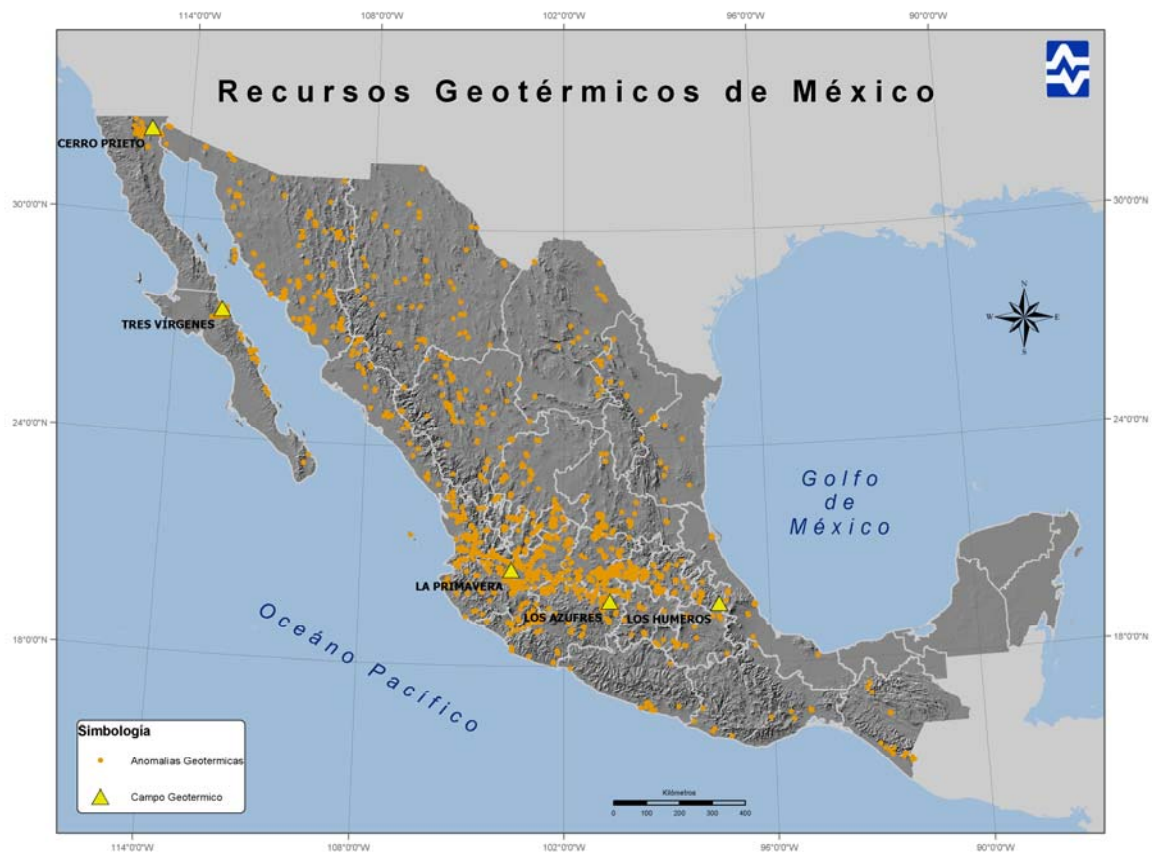 114°0'0"W 108°0'0"W 102°0'0"W 96°0'0"W 90°0'0"W
Recursos Geotérmicos de México
CERRO PRIETO
30°0'0"N 30°0'0"N
N
W E
S
TRES VÍRGENES
24°0'0"N 24°0'0"N
Golfo
de
México
LA PRIMAVERA
LOS AZUFRES LOS HUMEROS
18°0'0"N 18°0'0"N
Oceáno Pacífico
Simbología
Anomalias Geotermicas
Campo Geotermico
Kilómetros
0 100 200 300 400
114°0'0"W 108°0'0"W 102°0'0"W 96°0'0"W 90°0'0"W